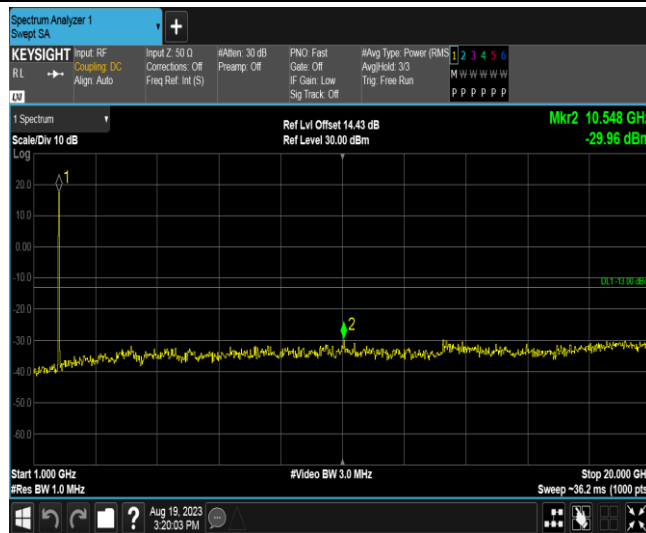 Spectrum Analyzer 1
Swept SA
+
KEYSIGHT Input: RF Input Z: 50 Ω #Atten: 30 dB PNO: Fast #Avg Type: Power (RMS 1 2 3 4 5 6
RL Coupling: DC Corrections: Off Preamp: Off Gate: Off Avg|Hold: 3/3 M W W W W W
Align: Auto Freq Ref: Int (S) IF Gain: Low Trig: Free Run
Sig Track: Off P P P P P P
LXI
1 Spectrum Ref Lvl Offset 14.43 dB Mkr2 10.548 GHz
Scale/Div 10 dB Ref Level 30.00 dBm -29.96 dBm
Log
1
20.0
10.0
0.00
-10.0
DL1 -13.00 dBm
-20.0
2
-30.0
-40.0
-50.0
-60.0
Start 1.000 GHz #Video BW 3.0 MHz Stop 20.000 GHz
#Res BW 1.0 MHz Sweep ~36.2 ms (1000 pts)
? Aug 19, 2023
3:20:03 PM